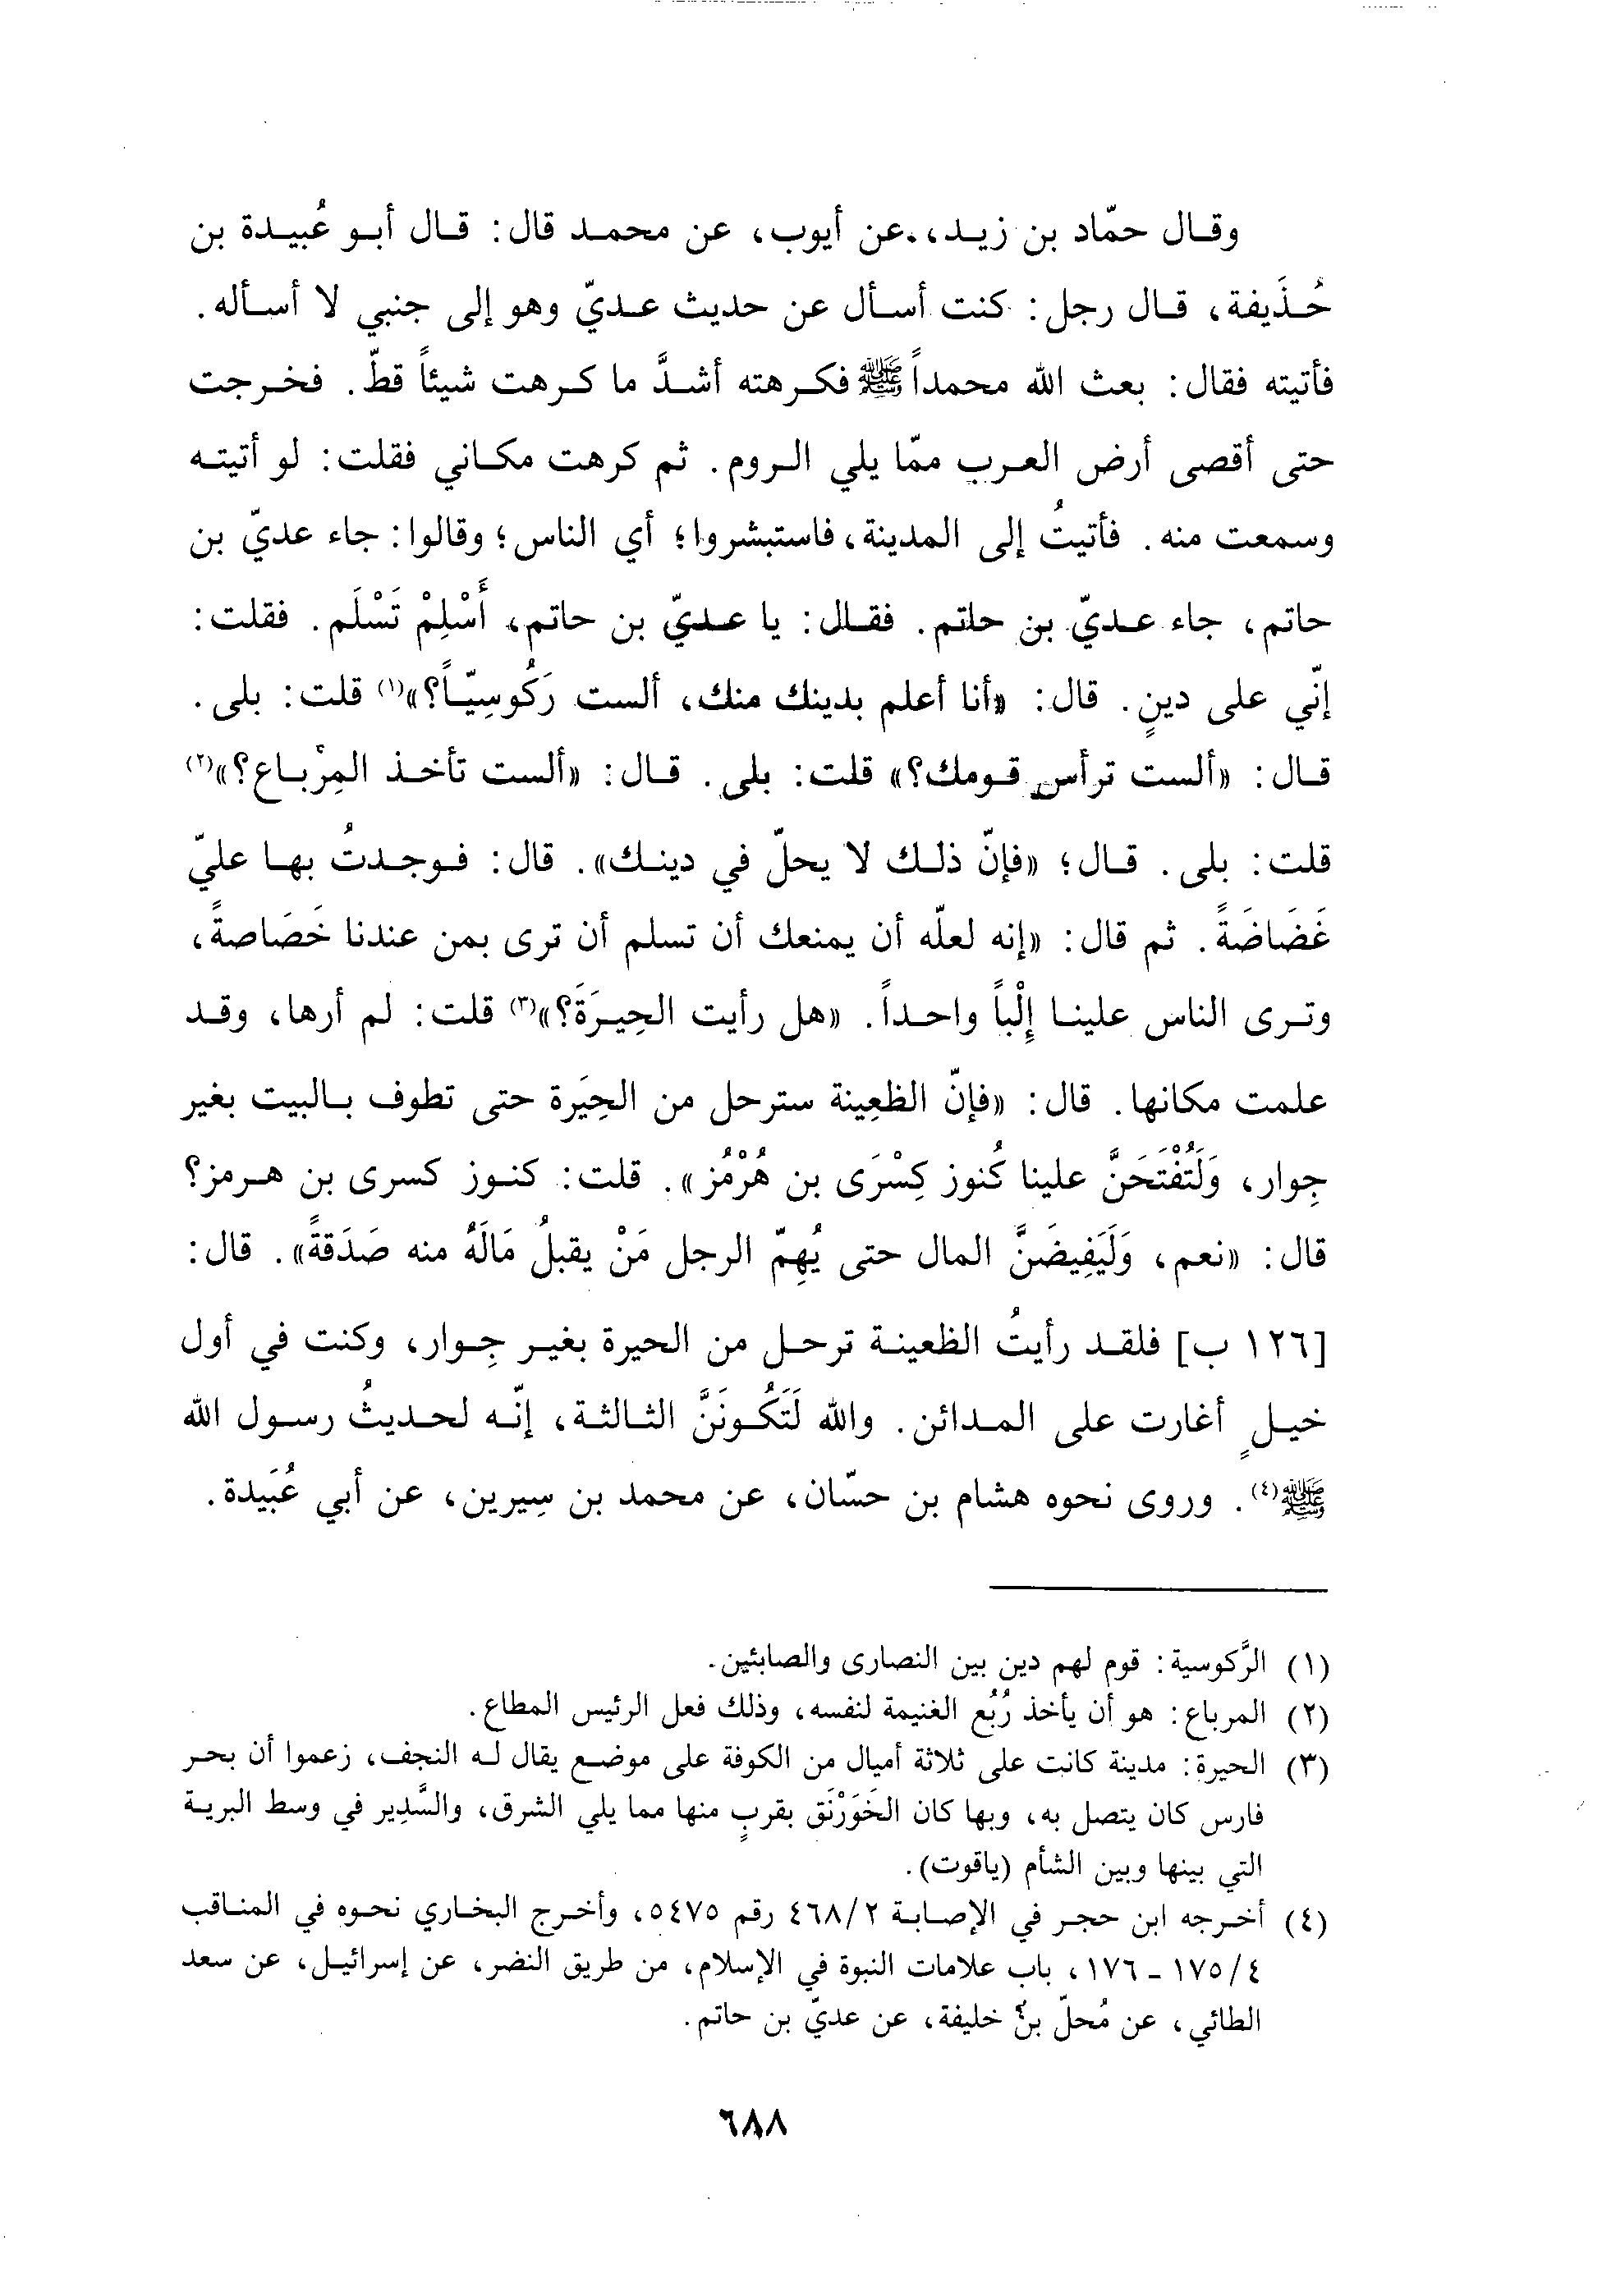 وقال حمّاد بن زيد، عن أيوب، عن محمد قال: قال أبو عُبيدة بن
حُذَيفة، قال رجل: كنت أسأل عن حديث عديّ وهو إلى جنبي لا أسأله.
فأتيته فقال: بعث الله محمداً ﷺ فكرهته أشدَّ ما كرهت شيئاً قطّ. فخرجت
حتى أقصى أرض العرب ممّا يلي الروم. ثم كرهت مكاني فقلت: لو أتيته
وسمعت منه. فأتيتُ إلى المدينة، فاستبشروا؛ أي الناس؛ وقالوا: جاء عديّ بن
حاتم، جاء عديّ بن حاتم. فقال: يا عديّ بن حاتم، أَسْلِمْ تَسْلَم. فقلت:
إنّي على دينٍ. قال: «أنا أعلم بدينك منك، ألست رَكُوسِيّاً؟»(١) قلت: بلى.
قال: «ألست ترأس قومك؟» قلت: بلى. قال: «ألست تأخذ المِرْباع؟»(٢)
قلت: بلى. قال؛ «فإنّ ذلك لا يحلّ في دينك». قال: فوجدتُ بها عليّ
غَضَاضَةً. ثم قال: «إنه لعلّه أن يمنعك أن تسلم أن ترى بمن عندنا خَصَاصةً،
وترى الناس علينا إِلْباً واحداً. «هل رأيت الحِيرَةَ؟»(٣) قلت: لم أرها، وقد
علمت مكانها. قال: «فإنّ الظعِينة سترحل من الحِيَرة حتى تطوف بالبيت بغير
جِوار، وَلَتُفْتَحَنَّ علينا كُنوز كِسْرَى بن هُرْمُز». قلت: كنوز كسرى بن هرمز؟
قال: «نعم، وَلَيَفِيضَنَّ المال حتى يُهِمّ الرجل مَنْ يقبلُ مَالَهُ منه صَدَقةً». قال:
[١٢٦ ب] فلقد رأيتُ الظعينة ترحل من الحيرة بغير جِوار، وكنت في أول
خيلٍ أغارت على المدائن. والله لَتَكُونَنَّ الثالثة، إنّه لحديثُ رسول الله
ﷺ(٤). وروى نحوه هشام بن حسّان، عن محمد بن سِيرين، عن أبي عُبَيدة.
(١) الرَّكوسية: قوم لهم دين بين النصارى والصابئين.
(٢) المرباع: هو أن يأخذ رُبُع الغنيمة لنفسه، وذلك فعل الرئيس المطاع.
(٣) الحيرة: مدينة كانت على ثلاثة أميال من الكوفة على موضع يقال له النجف، زعموا أن بحر
فارس كان يتصل به، وبها كان الخَوَرْنَق بقربٍ منها مما يلي الشرق، والسَّدِير في وسط البرية
التي بينها وبين الشأم (ياقوت).
(٤) أخرجه ابن حجر في الإصابة ٤٦٨/٢ رقم ٥٤٧٥، وأخرج البخاري نحوه في المناقب
١٧٥/٤ ـ ١٧٦، باب علامات النبوة في الإسلام، من طريق النضر، عن إسرائيل، عن سعد
الطائي، عن مُحلّ بن خليفة، عن عديّ بن حاتم.
٦٨٨